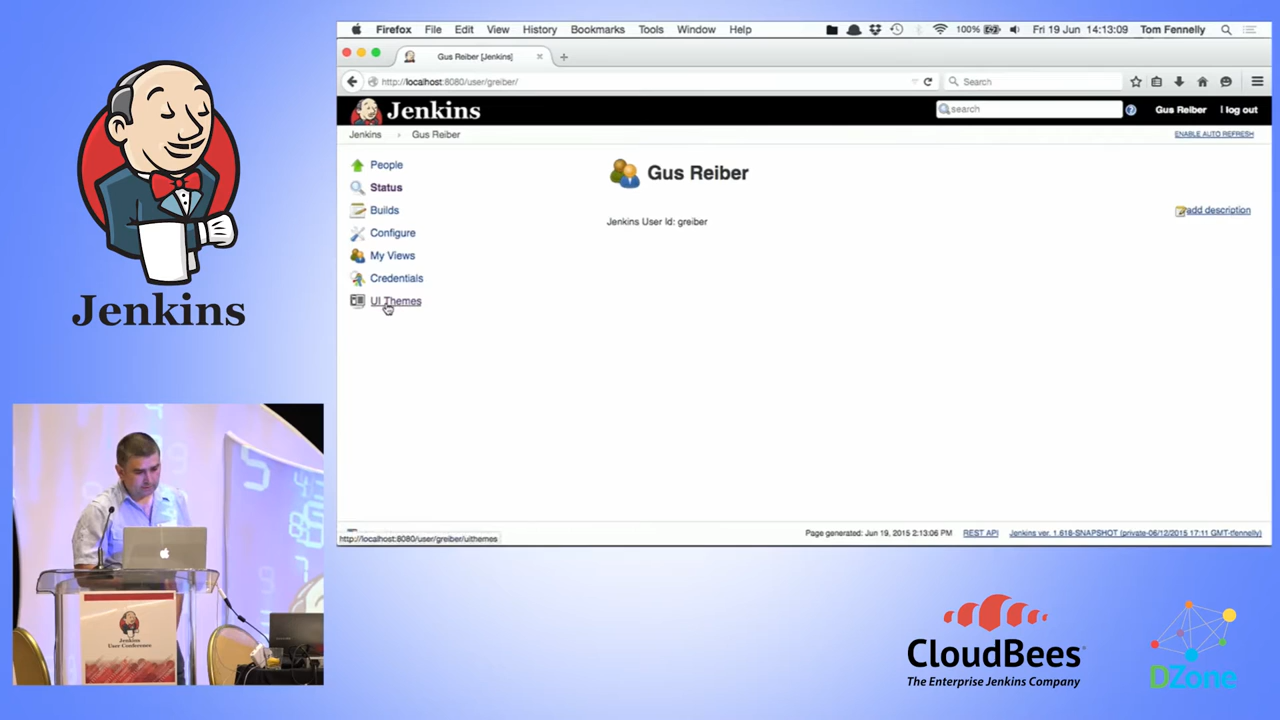 Firefox File Edit View History Bookmarks Tools Window Help 100% Fri 19 Jun 14:13:09 Tom Fennelly
Gus Reiber [Jenkins]
http://localhost:8080/user/greiber/ Search
Jenkins search Gus Reiber | log out
Jenkins › Gus Reiber ENABLE AUTO REFRESH
People
Status
Builds
Configure
My Views
Credentials
UI Themes
Gus Reiber
add description
Jenkins User Id: greiber
http://localhost:8080/user/greiber/uithemes
Page generated: Jun 19, 2015 2:13:06 PM REST API Jenkins ver. 1.618-SNAPSHOT (private-06/12/2015 17:11 GMT-tfennelly)
Jenkins
Jenkins
User Conference
CloudBees
The Enterprise Jenkins Company
DZone